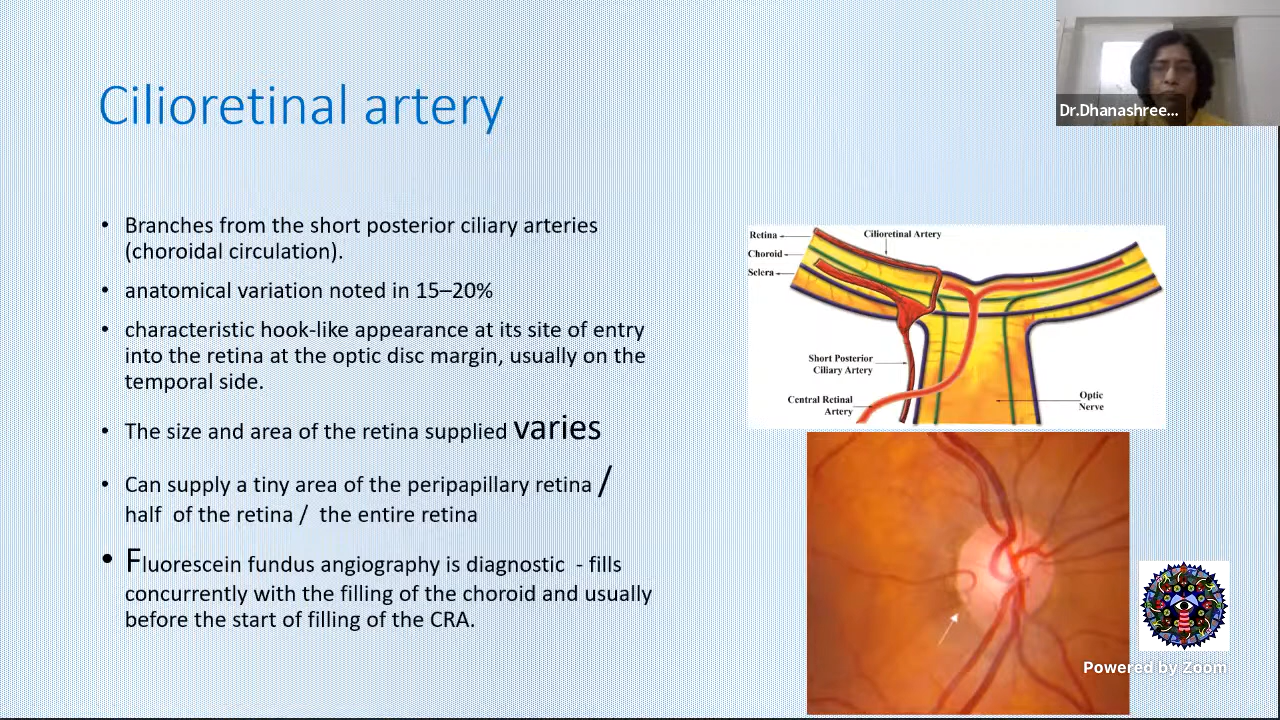 Dr.Dhanashree...
Cilioretinal artery
• Branches from the short posterior ciliary arteries
(choroidal circulation).
• anatomical variation noted in 15–20%
• characteristic hook-like appearance at its site of entry
into the retina at the optic disc margin, usually on the
temporal side.
• The size and area of the retina supplied varies
• Can supply a tiny area of the peripapillary retina /
half of the retina / the entire retina
• Fluorescein fundus angiography is diagnostic - fills
concurrently with the filling of the choroid and usually
before the start of filling of the CRA.
Retina
Cilioretinal Artery
Choroid
Sclera
Short Posterior
Ciliary Artery
Central Retinal
Artery
Optic
Nerve
Powered by Zoom